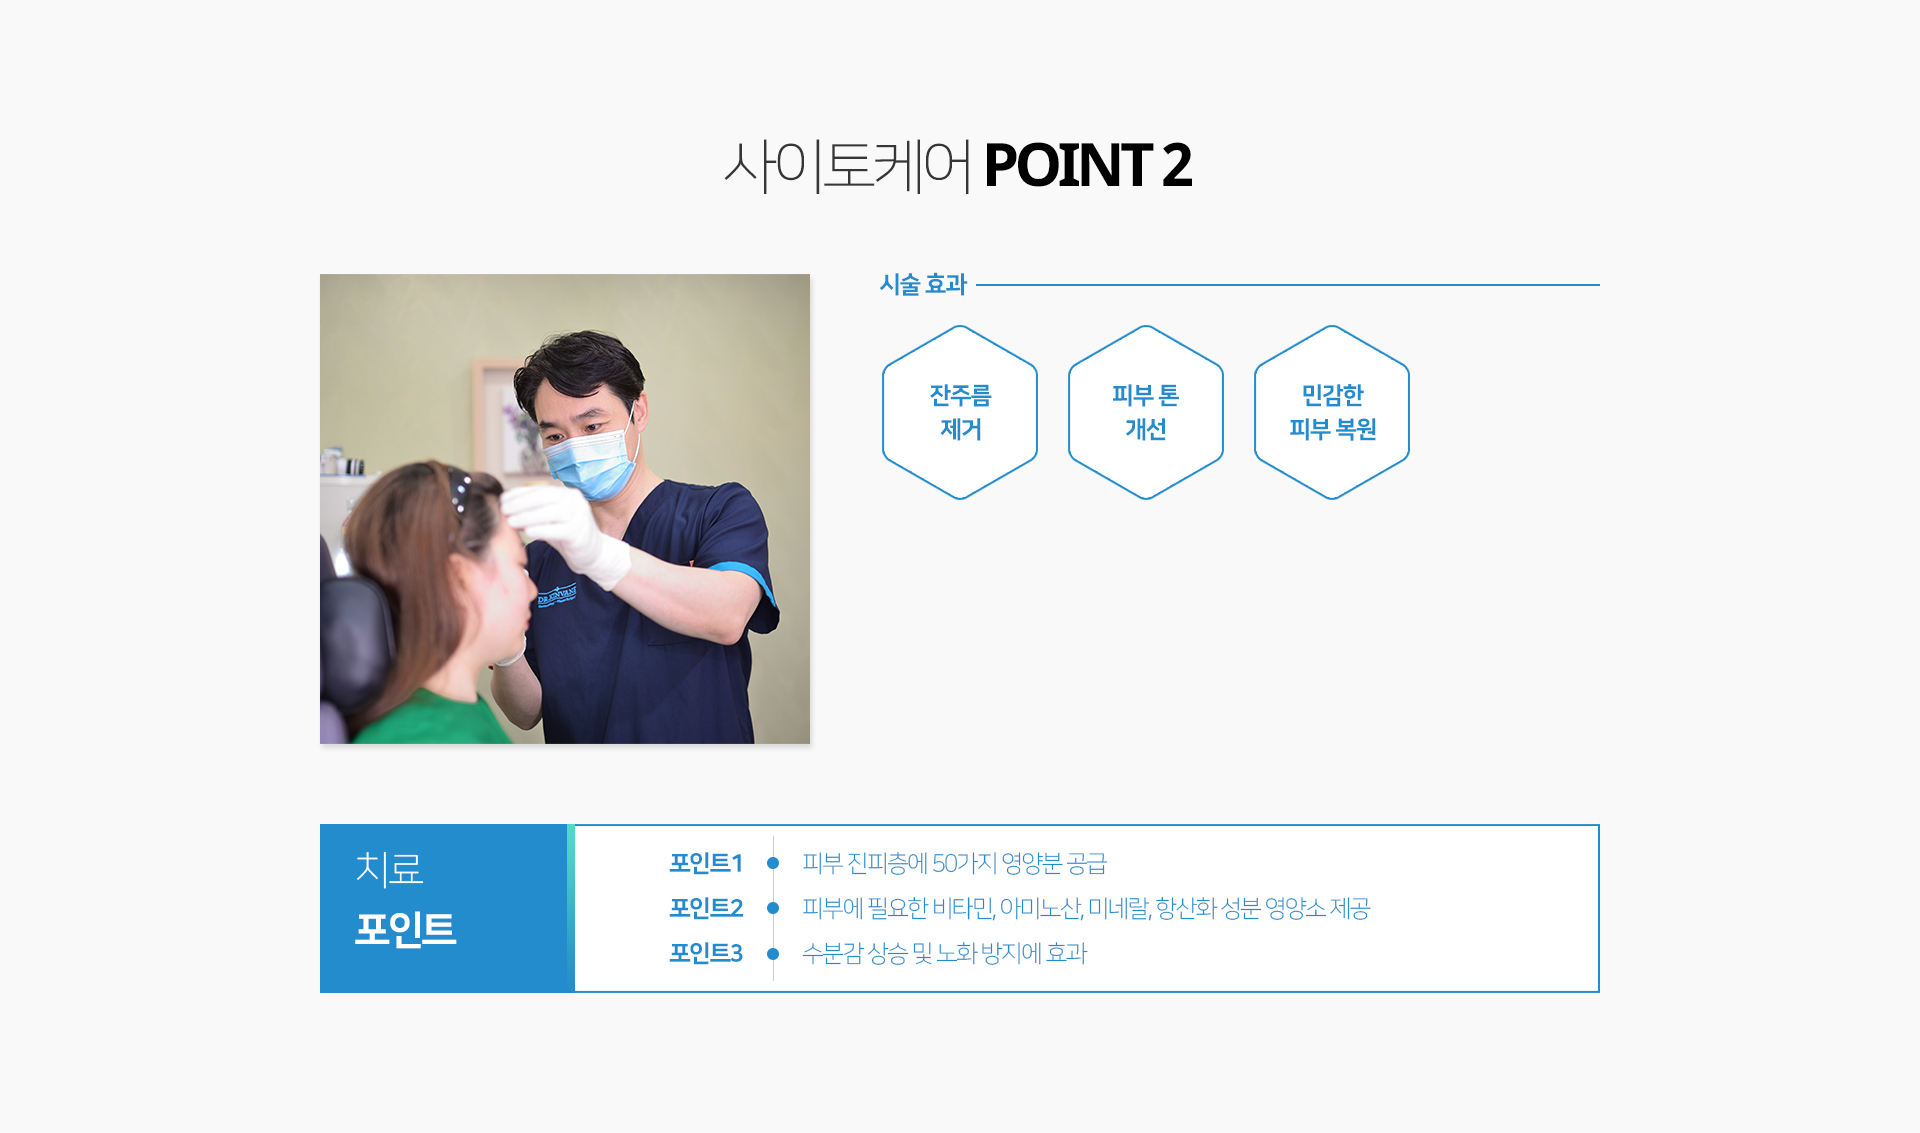 사이토케어 POINT 2
시술 효과
잔주름
제거
피부 톤
개선
민감한
피부 복원
치료
포인트
포인트1 피부 진피층에 50가지 영양분 공급
포인트2 피부에 필요한 비타민, 아미노산, 미네랄, 항산화 성분 영양소 제공
포인트3 수분감 상승 및 노화 방지에 효과